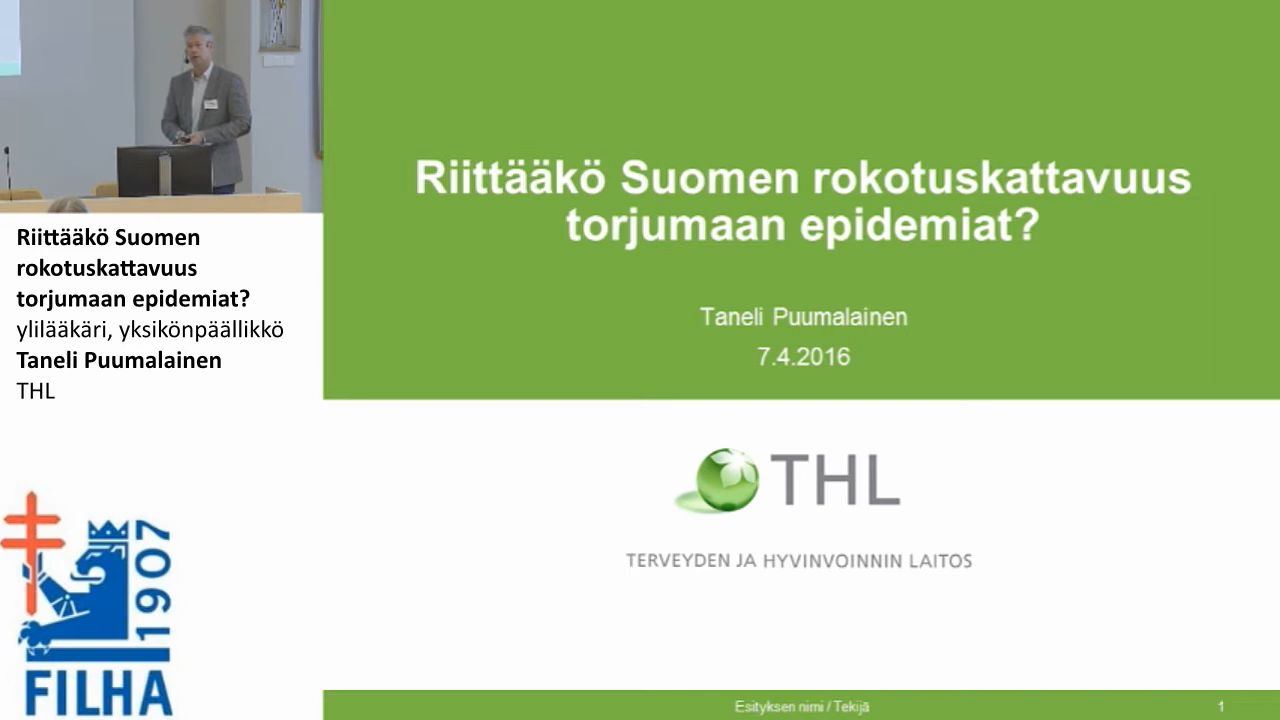 Riittääkö Suomen
rokotuskattavuus
torjumaan epidemiat?
ylilääkäri, yksikönpäällikkö
Taneli Puumalainen
THL
1907
FILHA
Riittääkö Suomen rokotuskattavuus
torjumaan epidemiat?
Taneli Puumalainen
7.4.2016
THL
TERVEYDEN JA HYVINVOINNIN LAITOS
Esityksen nimi / Tekijä
1